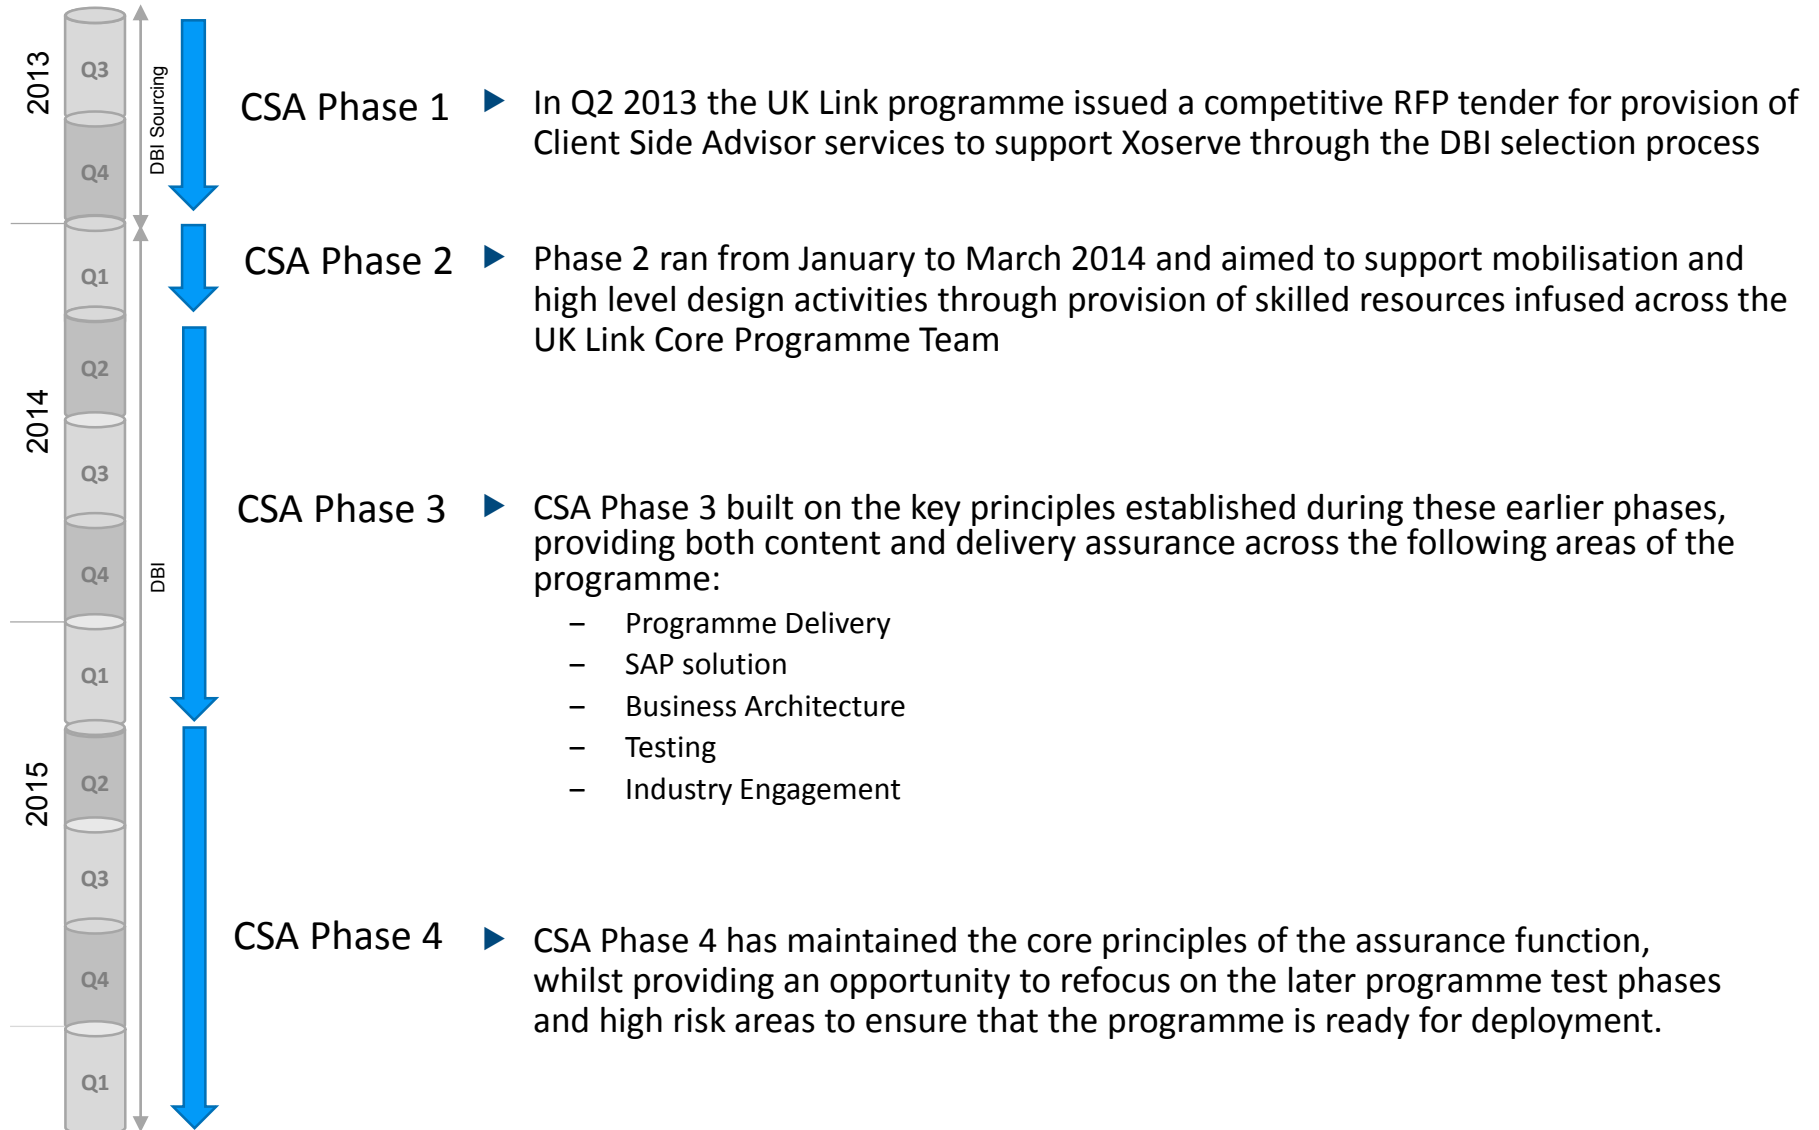 2013
Q3
Q4
DBI Sourcing
CSA Phase 1
In Q2 2013 the UK Link programme issued a competitive RFP tender for provision of
Client Side Advisor services to support Xoserve through the DBI selection process
2014
Q1
Q2
Q3
Q4
DBI
CSA Phase 2
Phase 2 ran from January to March 2014 and aimed to support mobilisation and
high level design activities through provision of skilled resources infused across the
UK Link Core Programme Team
CSA Phase 3
CSA Phase 3 built on the key principles established during these earlier phases,
providing both content and delivery assurance across the following areas of the
programme:
– Programme Delivery
– SAP solution
– Business Architecture
– Testing
– Industry Engagement
2015
Q1
Q2
Q3
Q4
Q1
CSA Phase 4
CSA Phase 4 has maintained the core principles of the assurance function,
whilst providing an opportunity to refocus on the later programme test phases
and high risk areas to ensure that the programme is ready for deployment.